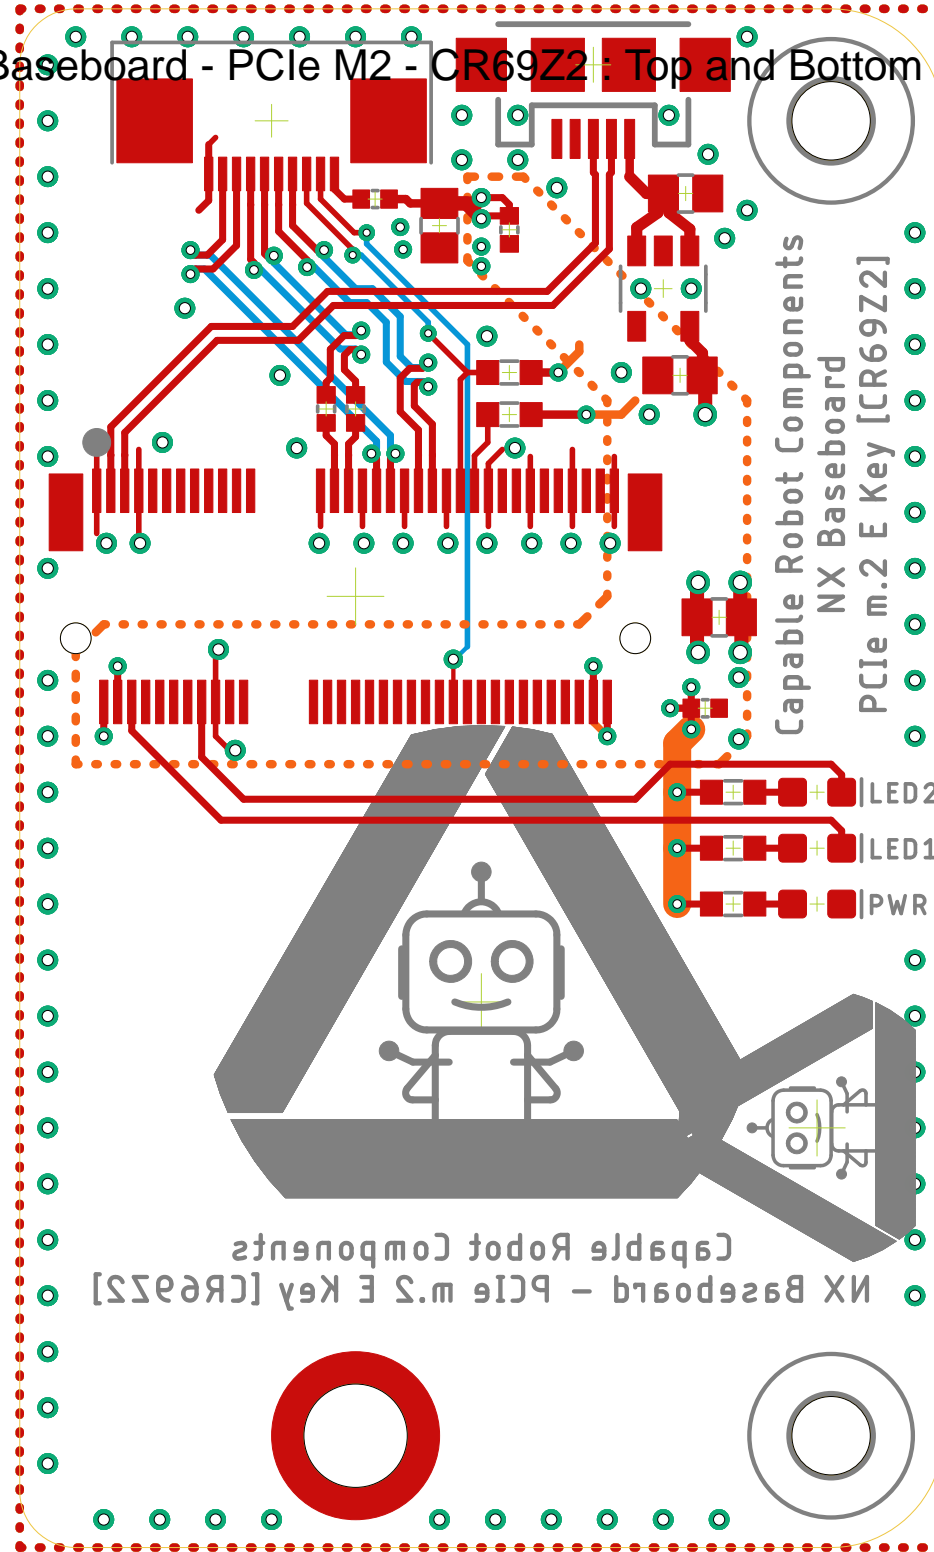 Baseboard - PCIe M2 - CR69Z2 : Top and Bottom
Capable Robot Components
NX Baseboard
PCIe m.2 E Key [CR69Z2]
LED2
LED1
PWR
Capable Robot Components
NX Baseboard - PCIe m.2 E Key [CR69Z2]